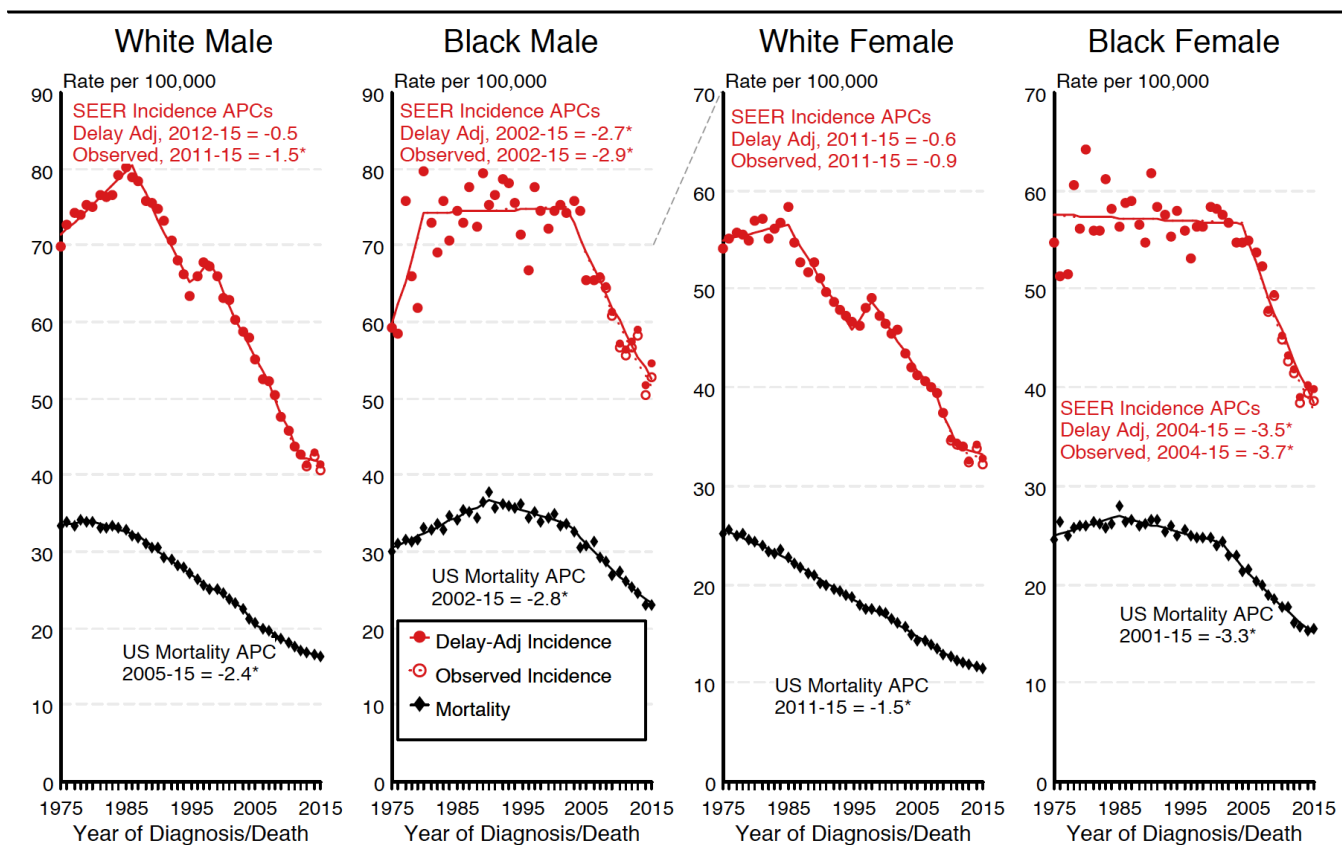 White Male
Rate per 100,000
90
80
70
60
50
40
30
20
10
0
SEER Incidence APCs
Delay Adj, 2012-15 = -0.5
Observed, 2011-15 = -1.5*
US Mortality APC
2005-15 = -2.4*
1975
1985
1995
2005
2015
Year of Diagnosis/Death
Black Male
Rate per 100,000
90
80
70
60
50
40
30
20
10
0
SEER Incidence APCs
Delay Adj, 2002-15 = -2.7*
Observed, 2002-15 = -2.9*
US Mortality APC
2002-15 = -2.8*
Delay-Adj Incidence
Observed Incidence
Mortality
1975
1985
1995
2005
2015
Year of Diagnosis/Death
White Female
Rate per 100,000
70
60
50
40
30
20
10
0
SEER Incidence APCs
Delay Adj, 2011-15 = -0.6
Observed, 2011-15 = -0.9
US Mortality APC
2011-15 = -1.5*
1975
1985
1995
2005
2015
Year of Diagnosis/Death
Black Female
Rate per 100,000
70
60
50
40
30
20
10
0
SEER Incidence APCs
Delay Adj, 2004-15 = -3.5*
Observed, 2004-15 = -3.7*
US Mortality APC
2001-15 = -3.3*
1975
1985
1995
2005
2015
Year of Diagnosis/Death